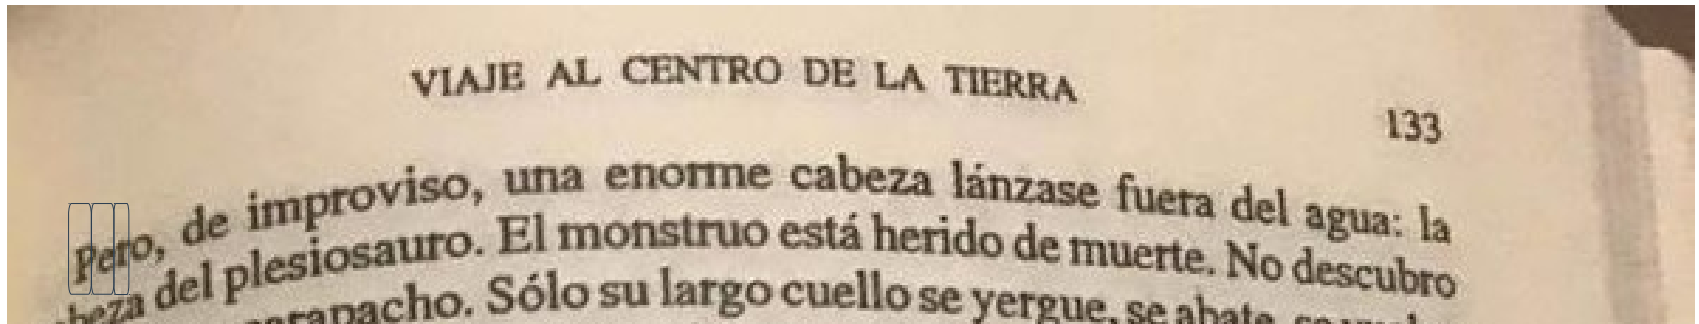 VIAJE AL CENTRO DE LA TIERRA
133
Pero, de improviso, una enorme cabeza lánzase fuera del agua: la
del plesiosauro. El monstruo está herido de muerte. No descubro
Sólo su largo cuello se yergue, se abate,